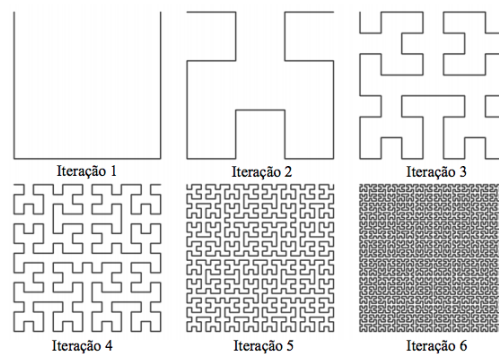 Iteração 1
Iteração 2
Iteração 3
Iteração 4
Iteração 5
Iteração 6